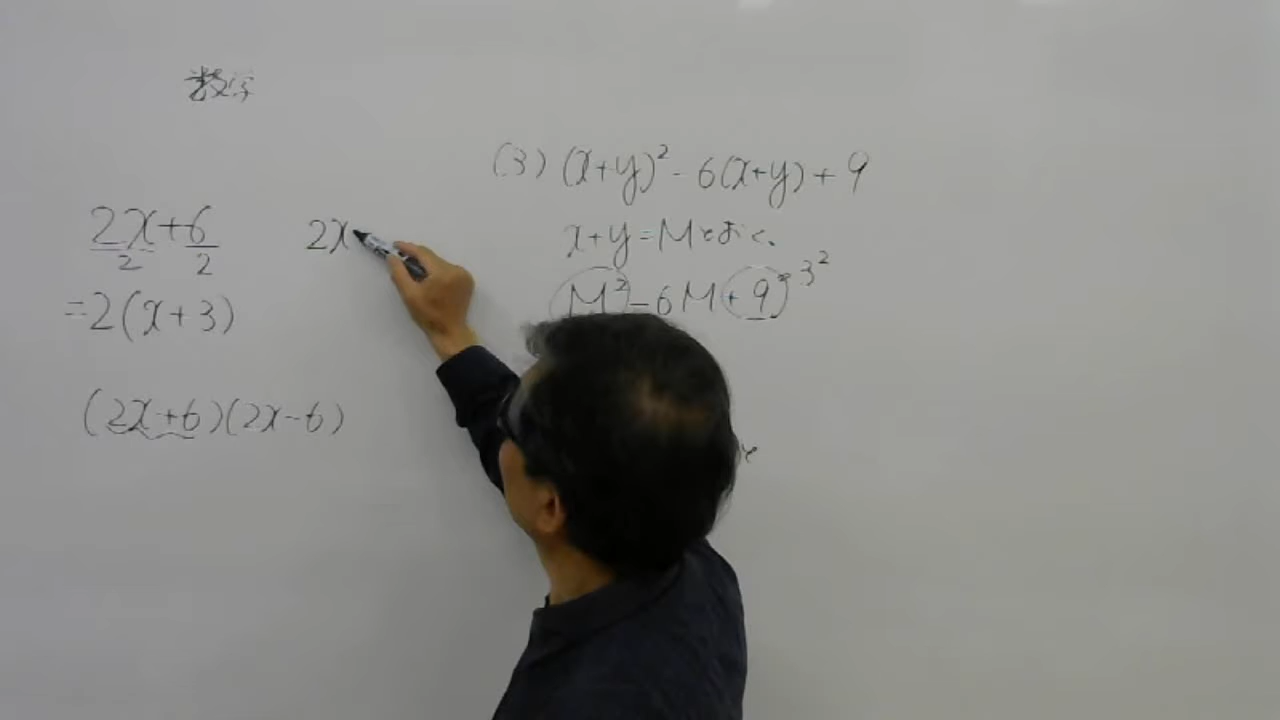 数学
2x+6
2 2
=2(x+3)
(2x+6)(2x-6)
2x
(3) (x+y)²-6(x+y)+9
x+y=Mとおく、
M²-6M+9 3²